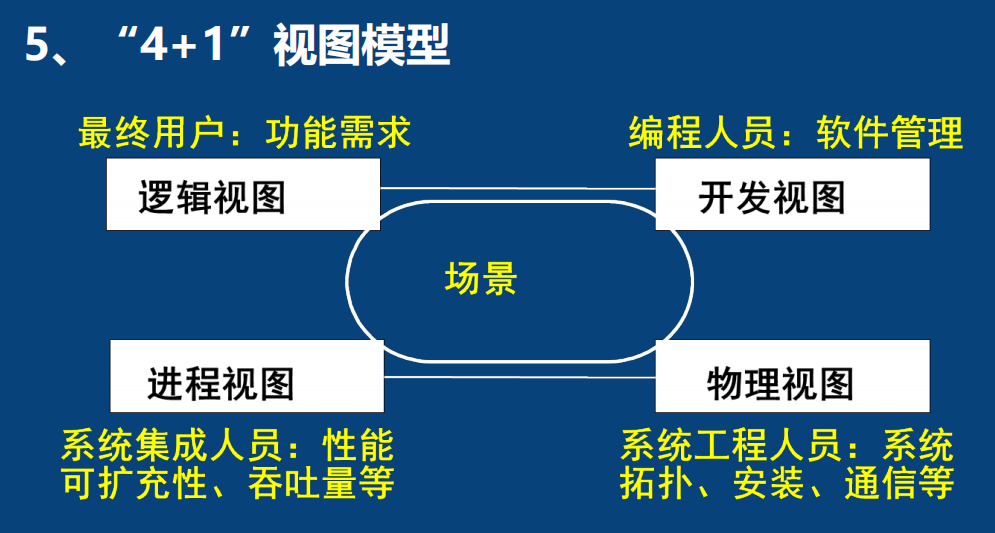 5、“4+1”视图模型
最终用户：功能需求
编程人员：软件管理
逻辑视图
开发视图
场景
进程视图
物理视图
系统集成人员：性能
可扩充性、吞吐量等
系统工程人员：系统
拓扑、安装、通信等